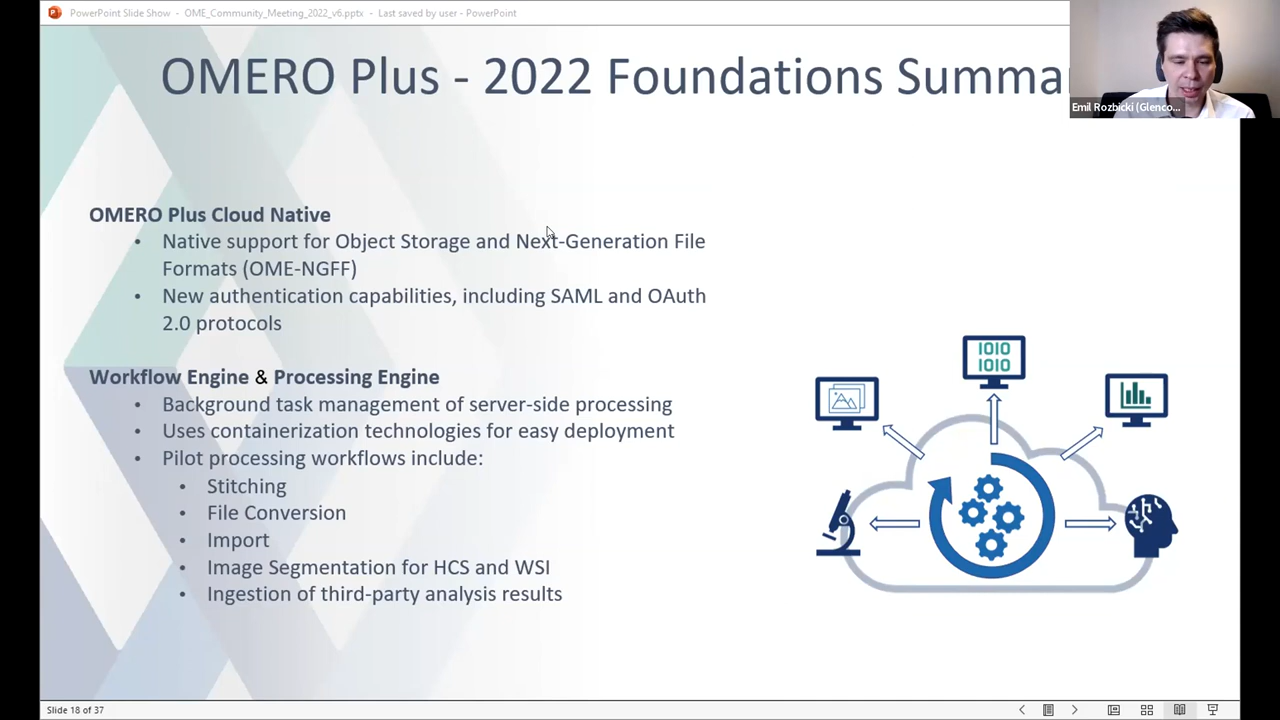 PowerPoint Slide Show - OME_Community_Meeting_2022_v6.pptx - Last saved by user - PowerPoint
OMERO Plus - 2022 Foundations Summa
Emil Rozbicki (Glenco...
OMERO Plus Cloud Native
• Native support for Object Storage and Next-Generation File
Formats (OME-NGFF)
• New authentication capabilities, including SAML and OAuth
2.0 protocols
Workflow Engine & Processing Engine
• Background task management of server-side processing
• Uses containerization technologies for easy deployment
• Pilot processing workflows include:
• Stitching
• File Conversion
• Import
• Image Segmentation for HCS and WSI
• Ingestion of third-party analysis results
1010
1010
Slide 18 of 37